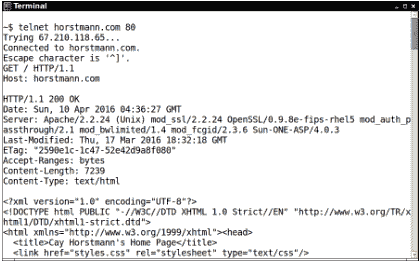 Terminal
~$ telnet horstmann.com 80
Trying 67.210.118.65...
Connected to horstmann.com.
Escape character is '^]'.
GET / HTTP/1.1
Host: horstmann.com

HTTP/1.1 200 OK
Date: Sun, 10 Apr 2016 04:36:27 GMT
Server: Apache/2.2.24 (Unix) mod_ssl/2.2.24 OpenSSL/0.9.8e-fips-rhel5 mod_auth_p
assthrough/2.1 mod_bwlimited/1.4 mod_fcgid/2.3.6 Sun-ONE-ASP/4.0.3
Last-Modified: Thu, 17 Mar 2016 18:32:18 GMT
ETag: "2590e1c-1c47-52e42d9a8f080"
Accept-Ranges: bytes
Content-Length: 7239
Content-Type: text/html

<?xml version="1.0" encoding="UTF-8"?>
<!DOCTYPE html PUBLIC "-//W3C//DTD XHTML 1.0 Strict//EN" "http://www.w3.org/TR/x
html1/DTD/xhtml1-strict.dtd">
<html xmlns="http://www.w3.org/1999/xhtml"><head>
  <title>Cay Horstmann's Home Page</title>
  <link href="styles.css" rel="stylesheet" type="text/css"/>